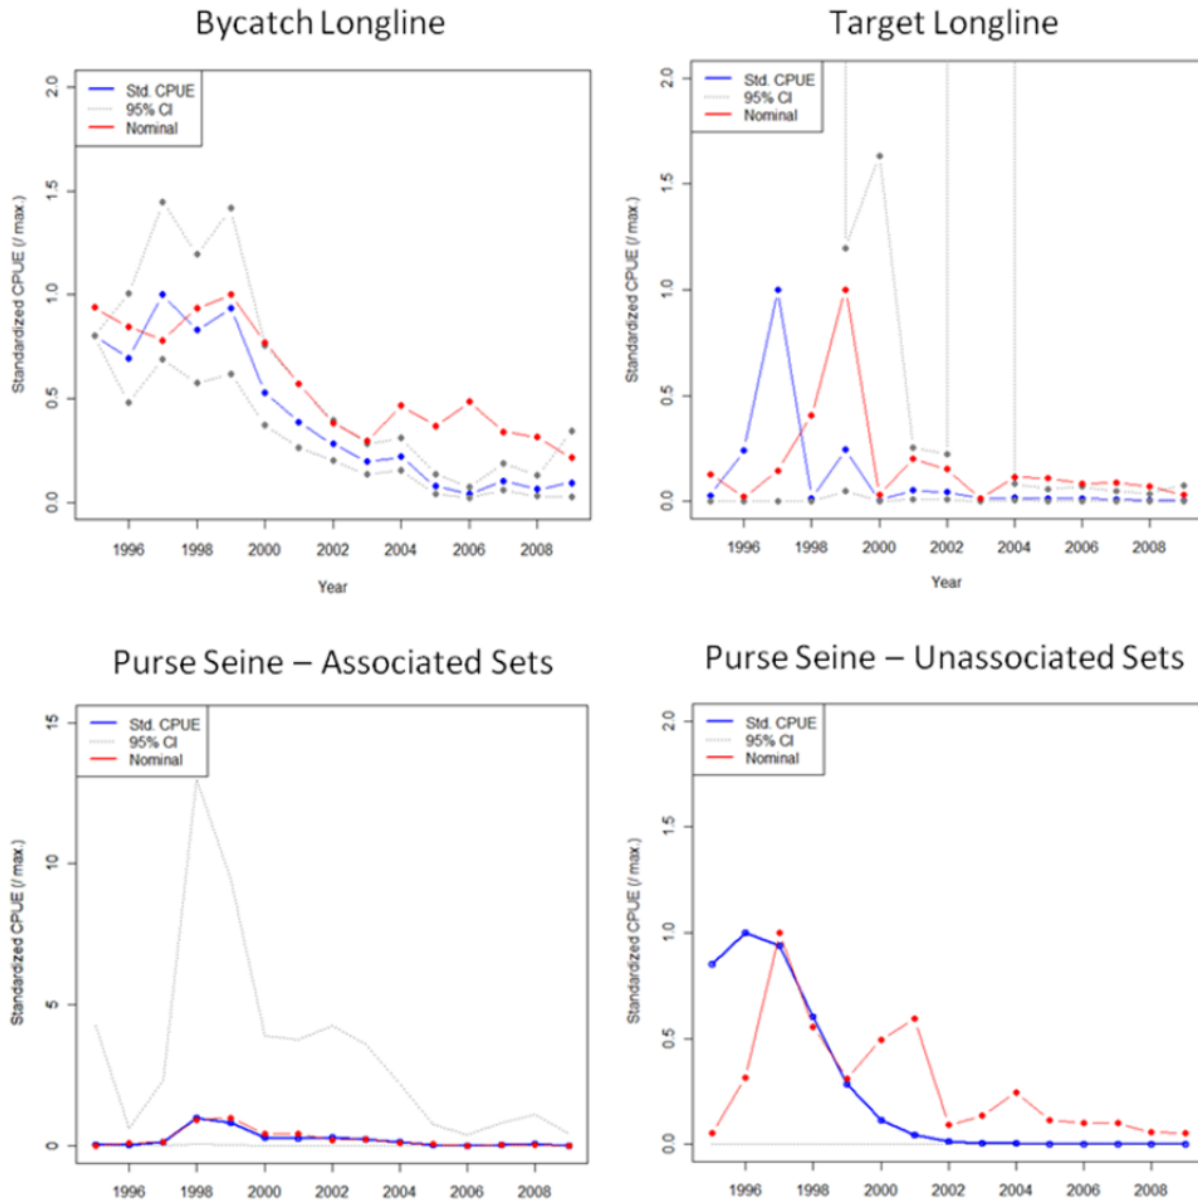 Bycatch Longline
Target Longline
Std. CPUE
95% CI
Nominal
Standardized CPUE (/ max.)
0.0
0.5
1.0
1.5
2.0
1996 1998 2000 2002 2004 2006 2008
Year
Std. CPUE
95% CI
Nominal
Standardized CPUE (/ max.)
0.0
0.5
1.0
1.5
2.0
1996 1998 2000 2002 2004 2006 2008
Year
Purse Seine – Associated Sets
Purse Seine – Unassociated Sets
Std. CPUE
95% CI
Nominal
Standardized CPUE (/ max.)
0
5
10
15
1996 1998 2000 2002 2004 2006 2008
Std. CPUE
95% CI
Nominal
Standardized CPUE (/ max.)
0.0
0.5
1.0
1.5
2.0
1996 1998 2000 2002 2004 2006 2008